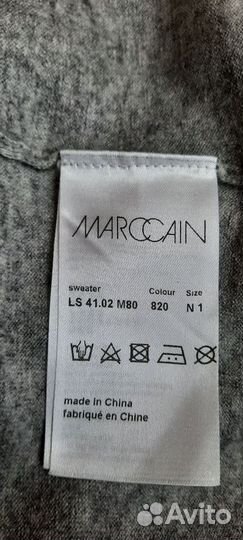 MARCCAIN
sweater Colour Size
LS 41.02 M80 820 N 1
made in China
fabriqué en Chine
Avito